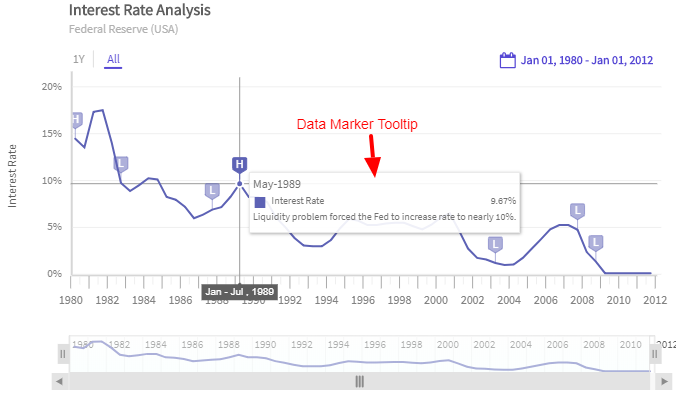 Interest Rate Analysis
Federal Reserve (USA)
1Y All Jan 01, 1980 - Jan 01, 2012
20%
15%
10%
5%
0%
Interest Rate
H
L
L
H
L
L
L
Data Marker Tooltip
May-1989
Interest Rate 9.67%
Liquidity problem forced the Fed to increase rate to nearly 10%.
1980 1982 1984 1986 1988 1990 1992 1994 1996 1998 2000 2002 2004 2006 2008 2010 2012
Jan - Jul , 1989
1980 1982 1984 1986 1988 1990 1992 1994 1996 1998 2000 2002 2004 2006 2008 2010 2012